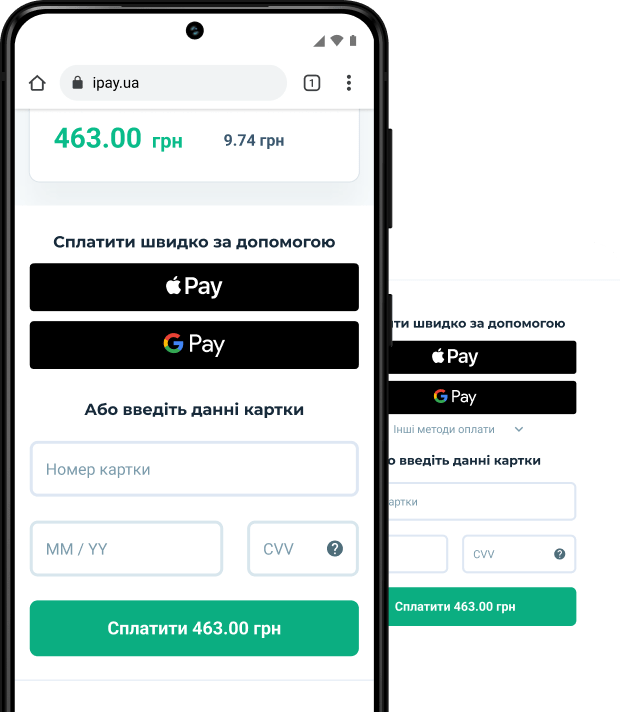 ipay.ua
1
463.00 грн
9.74 грн
Сплатити швидко за допомогою
Pay
G Pay
Або введіть данні картки
Номер картки
MM / YY
CVV
?
Сплатити 463.00 грн
швидко за допомогою
Pay
G Pay
Інші методи оплати
введіть данні картки
CVV
?
Сплатити 463.00 грн